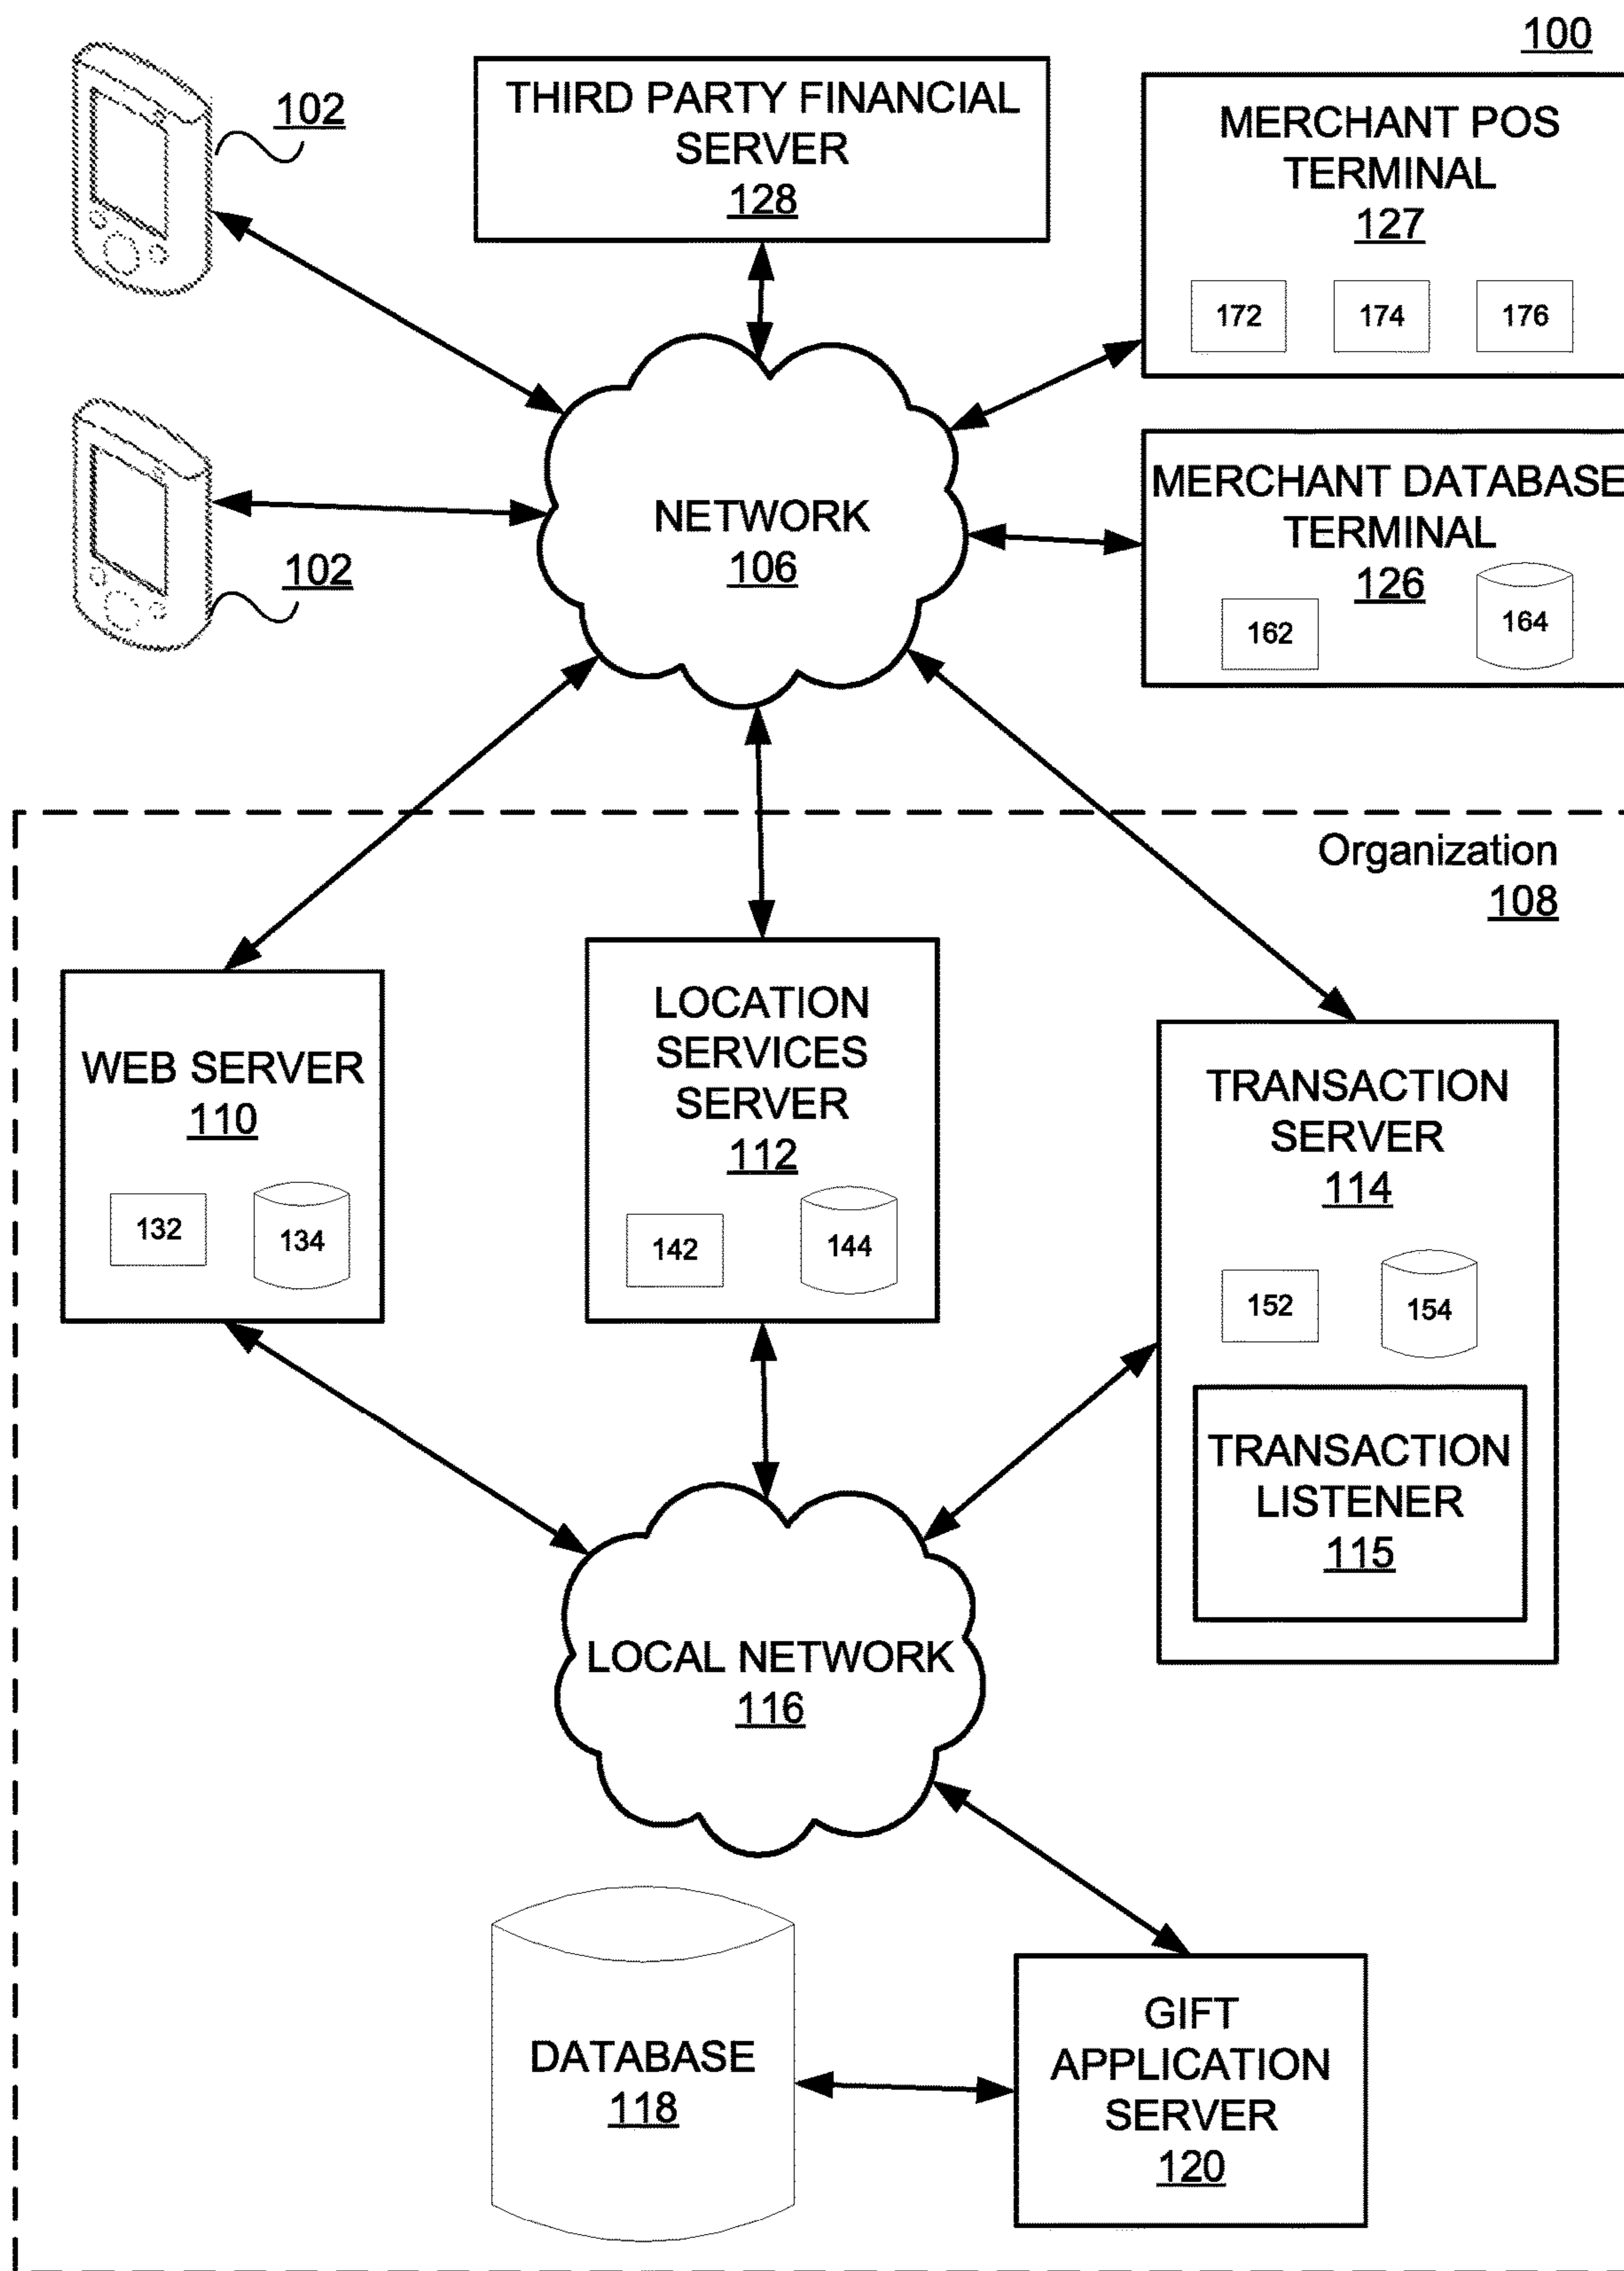 100
102
THIRD PARTY FINANCIAL
SERVER
128
MERCHANT POS
TERMINAL
127
172
174
176
102
NETWORK
106
MERCHANT DATABASE
TERMINAL
126
162
164
Organization
108
WEB SERVER
110
132
134
LOCATION
SERVICES
SERVER
112
142
144
TRANSACTION
SERVER
114
152
154
TRANSACTION
LISTENER
115
LOCAL NETWORK
116
DATABASE
118
GIFT
APPLICATION
SERVER
120